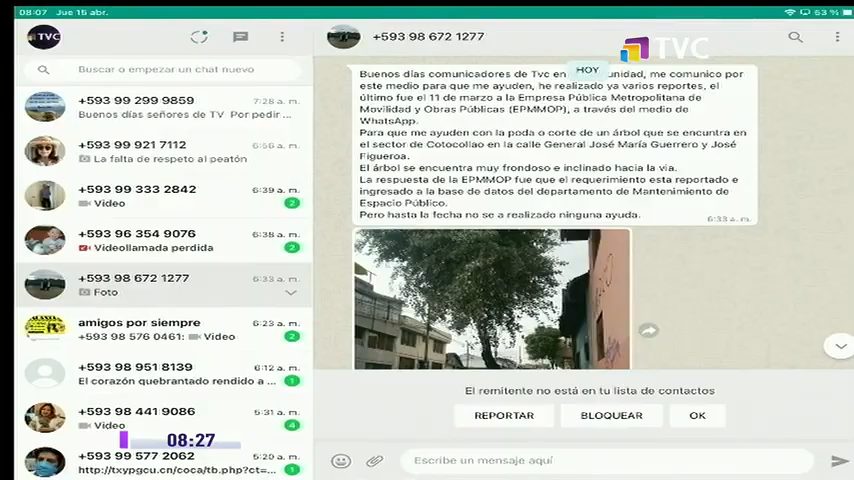 08:07 Jue 15 abr.
63 %
TVC
Buscar o empezar un chat nuevo
+593 99 299 9859
7:28 a. m.
Buenos días señores de TV Por pedir ...
+593 99 921 7112
6:56 a. m.
La falta de respeto al peatón
+593 99 333 2842
6:39 a. m.
Video
2
+593 96 354 9076
6:38 a. m.
Videollamada perdida
2
+593 98 672 1277
6:33 a. m.
Foto
amigos por siempre
6:23 a. m.
+593 98 576 0461: Video
2
+593 98 951 8139
6:12 a. m.
El corazón quebrantado rendido a ...
1
+593 98 441 9086
5:31 a. m.
Video
4
08:27
+593 99 577 2062
5:20 a. m.
http://txypgcu.cn/coca/tb.php?ct=...
1
+593 98 672 1277
TVC
HOY
Buenos días comunicadores de Tvc en unidad, me comunico por
este medio para que me ayuden, he realizado ya varios reportes, el
último fue el 11 de marzo a la Empresa Pública Metropolitana de
Movilidad y Obras Públicas (EPMMOP), a través del medio de
WhatsApp.
Para que me ayuden con la poda o corte de un árbol que se encuntra en
el sector de Cotocollao en la calle General José María Guerrero y José
Figueroa.
El árbol se encuentra muy frondoso e inclinado hacia la via.
La respuesta de la EPMMOP fue que el requerimiento esta reportado e
ingresado a la base de datos del departamento de Mantenimiento de
Espacio Público.
Pero hasta la fecha no se a realizado ninguna ayuda.
6:33 a. m.
El remitente no está en tu lista de contactos
REPORTAR
BLOQUEAR
OK
Escribe un mensaje aquí